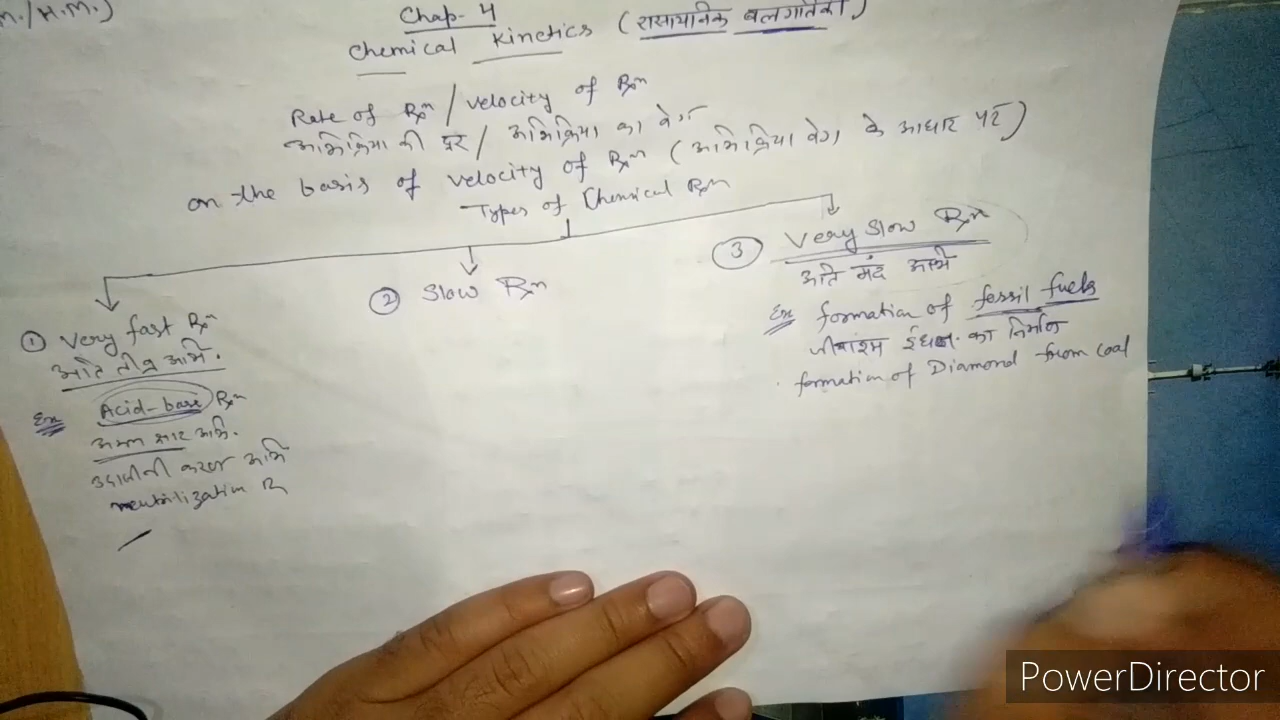 M./H.M.)
Chap- 4
Chemical Kinetics (रासायनिक बलगतिकी)
Rate of Rxn / velocity of Rxn
अभिक्रिया की दर / अभिक्रिया का वेग
on the basis of velocity of Rxn (अभिक्रिया वेग के आधार पर)
Types of Chemical Rxn
① Very fast Rxn
अति तीव्र अभि.
Ex Acid-base Rxn
अम्ल क्षार अभि.
उदासीनीकरण अभि
neutrilization R
② Slow Rxn
③ Very Slow Rxn
अति मंद अभि
Ex formation of fessil fuels
जीवाश्म ईधन का निर्माण
formation of Diamond from coal
PowerDirector